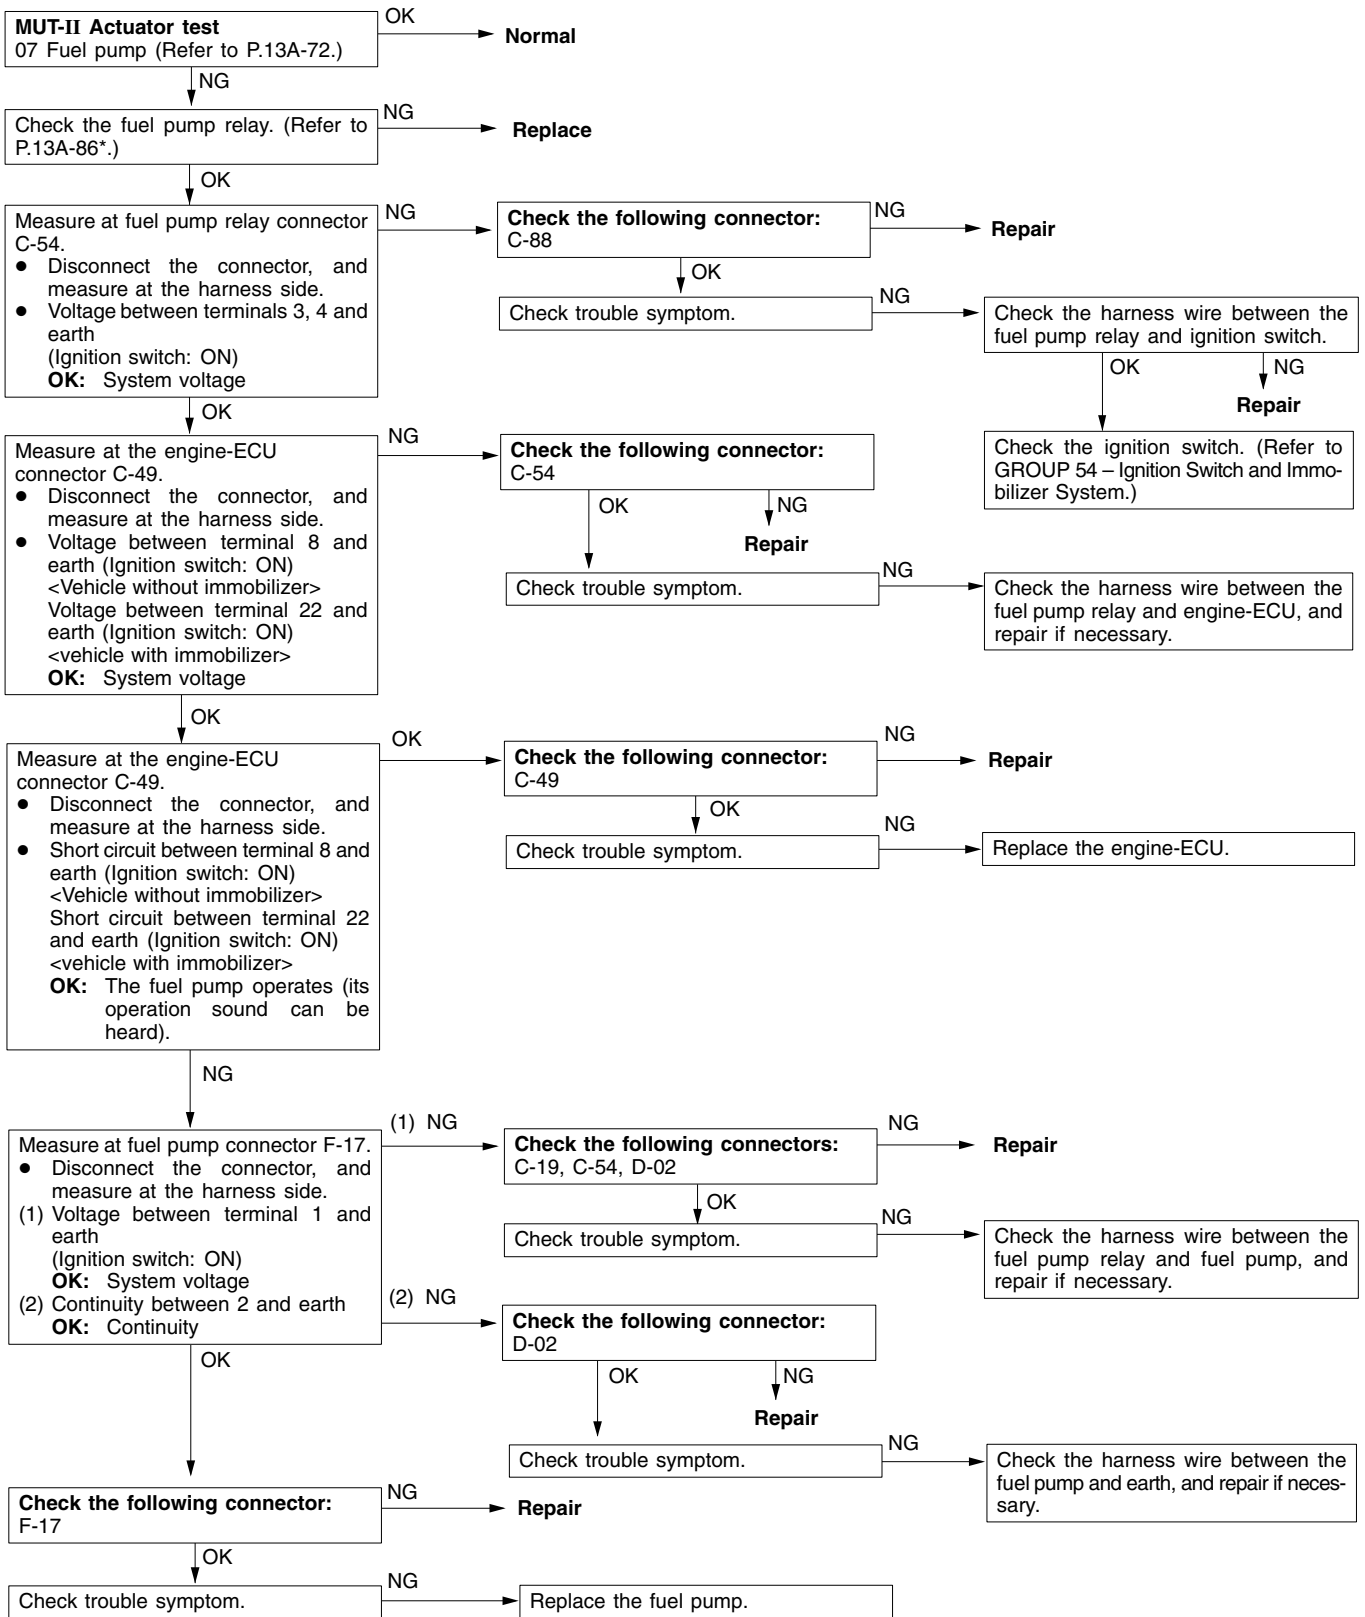 MUT-II Actuator test
07 Fuel pump (Refer to P.13A-72.)
OK
Normal
NG
Check the fuel pump relay. (Refer to
P.13A-86*.)
NG
Replace
OK
Measure at fuel pump relay connector
C-54.
● Disconnect the connector, and
measure at the harness side.
● Voltage between terminals 3, 4 and
earth
(Ignition switch: ON)
OK: System voltage
NG
Check the following connector:
C-88
NG
Repair
OK
Check trouble symptom.
NG
Check the harness wire between the
fuel pump relay and ignition switch.
OK
NG
Repair
Check the ignition switch. (Refer to
GROUP 54 – Ignition Switch and Immo-
bilizer System.)
OK
Measure at the engine-ECU
connector C-49.
● Disconnect the connector, and
measure at the harness side.
● Voltage between terminal 8 and
earth (Ignition switch: ON)
<Vehicle without immobilizer>
Voltage between terminal 22 and
earth (Ignition switch: ON)
<vehicle with immobilizer>
OK: System voltage
NG
Check the following connector:
C-54
OK
NG
Repair
Check trouble symptom.
NG
Check the harness wire between the
fuel pump relay and engine-ECU, and
repair if necessary.
OK
Measure at the engine-ECU
connector C-49.
● Disconnect the connector, and
measure at the harness side.
● Short circuit between terminal 8 and
earth (Ignition switch: ON)
<Vehicle without immobilizer>
Short circuit between terminal 22
and earth (Ignition switch: ON)
<vehicle with immobilizer>
OK: The fuel pump operates (its
operation sound can be
heard).
OK
Check the following connector:
C-49
NG
Repair
OK
Check trouble symptom.
NG
Replace the engine-ECU.
NG
Measure at fuel pump connector F-17.
● Disconnect the connector, and
measure at the harness side.
(1) Voltage between terminal 1 and
earth
(Ignition switch: ON)
OK: System voltage
(2) Continuity between 2 and earth
OK: Continuity
(1) NG
Check the following connectors:
C-19, C-54, D-02
NG
Repair
OK
Check trouble symptom.
NG
Check the harness wire between the
fuel pump relay and fuel pump, and
repair if necessary.
(2) NG
Check the following connector:
D-02
OK
NG
Repair
Check trouble symptom.
NG
Check the harness wire between the
fuel pump and earth, and repair if neces-
sary.
OK
Check the following connector:
F-17
NG
Repair
OK
Check trouble symptom.
NG
Replace the fuel pump.